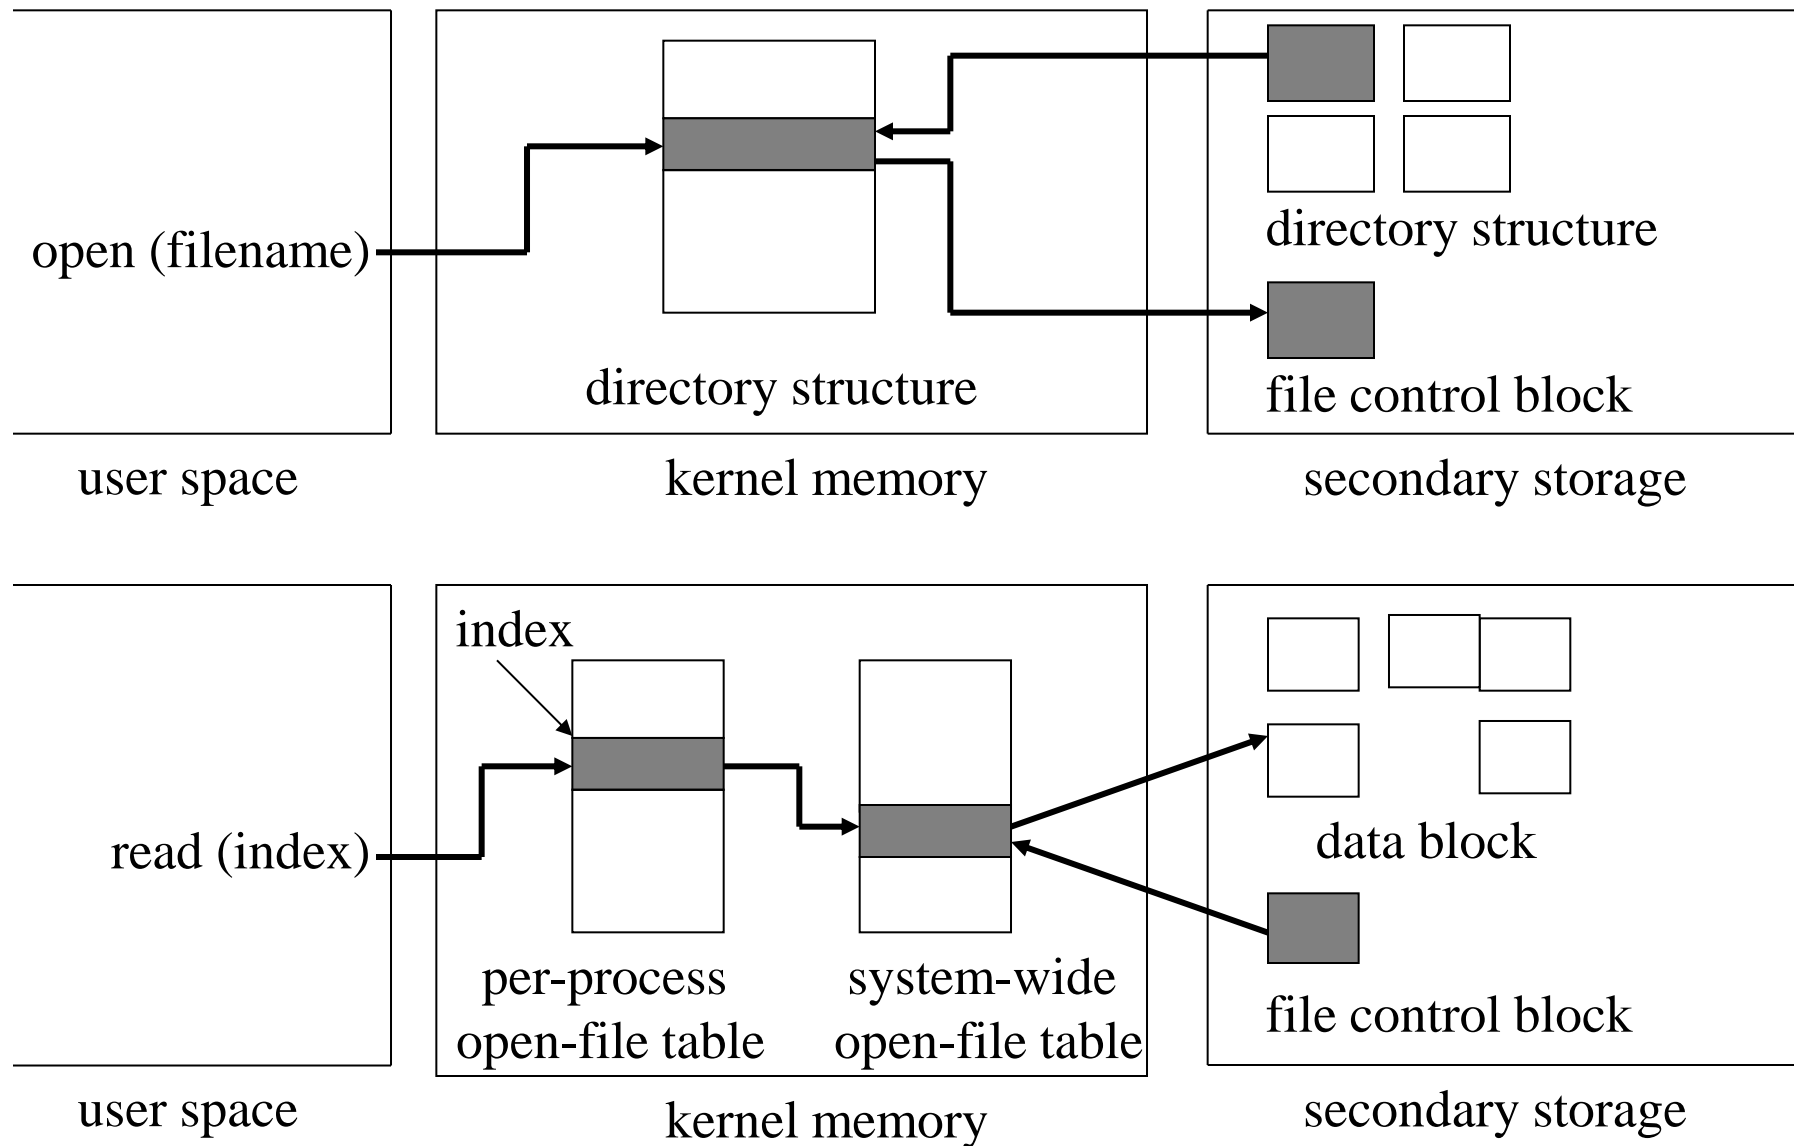 open (filename)
directory structure
directory structure
file control block
user space
kernel memory
secondary storage
index
read (index)
data block
per-process
open-file table
system-wide
open-file table
file control block
user space
kernel memory
secondary storage